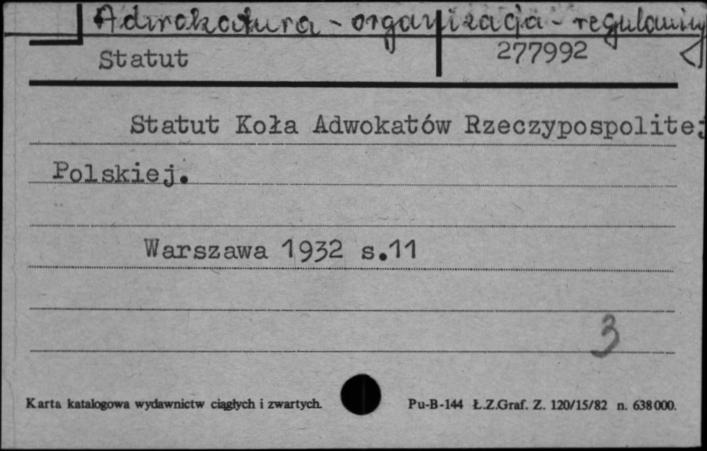 Adwokatura - organizacja - regulaminy
Statut 277992
Statut Koła Adwokatów Rzeczypospolitej
Polskiej.
Warszawa 1932 s.11
3
Karta katalogowa wydawnictw ciągłych i zwartych. Pu-B-144 Ł.Z.Graf. Z. 120/15/82 n. 638000.